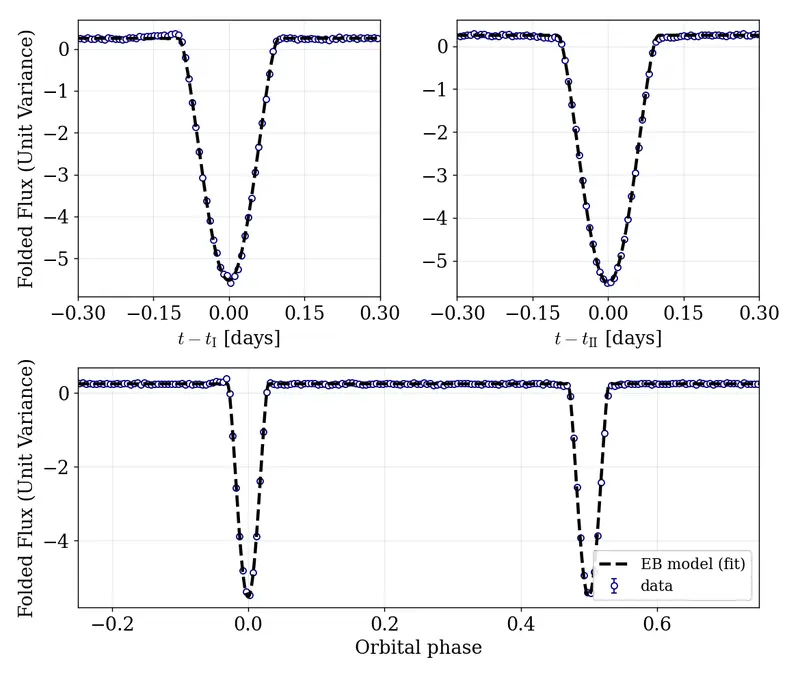 Folded Flux (Unit Variance)
0
−1
−2
−3
−4
−5
−0.30 −0.15 0.00 0.15 0.30
t − t_I [days]
0
−1
−2
−3
−4
−5
−0.30 −0.15 0.00 0.15 0.30
t − t_II [days]
Folded Flux (Unit Variance)
0
−2
−4
EB model (fit)
data
−0.2 0.0 0.2 0.4 0.6
Orbital phase